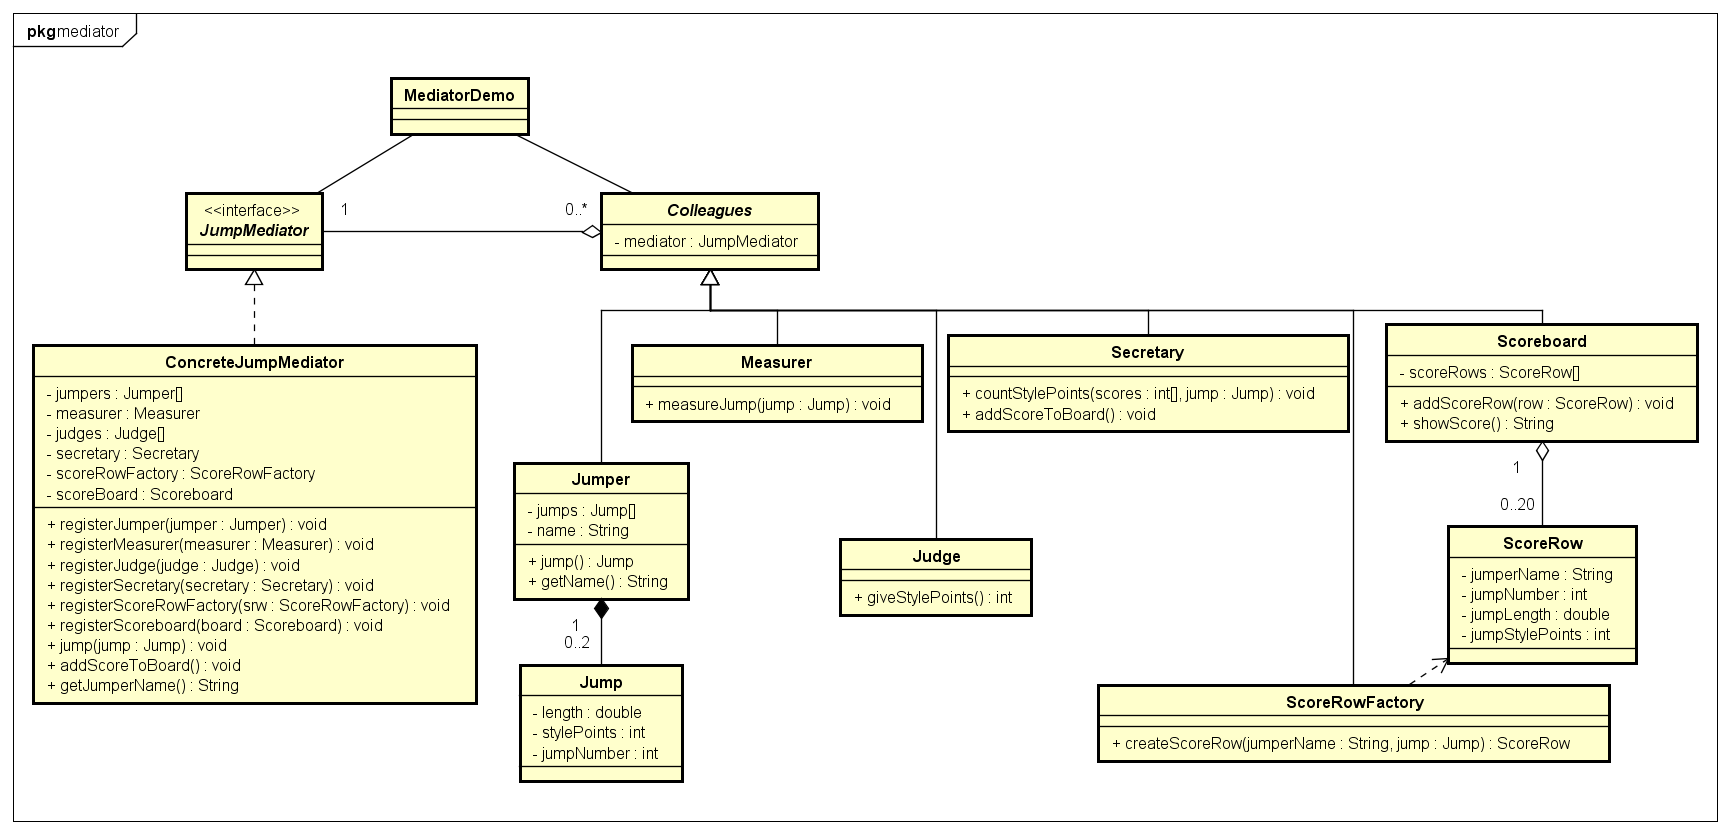 pkg mediator
MediatorDemo
<<interface>>
JumpMediator
1
0..*
Colleagues
- mediator : JumpMediator
ConcreteJumpMediator
- jumpers : Jumper[]
- measurer : Measurer
- judges : Judge[]
- secretary : Secretary
- scoreRowFactory : ScoreRowFactory
- scoreBoard : Scoreboard
+ registerJumper(jumper : Jumper) : void
+ registerMeasurer(measurer : Measurer) : void
+ registerJudge(judge : Judge) : void
+ registerSecretary(secretary : Secretary) : void
+ registerScoreRowFactory(srw : ScoreRowFactory) : void
+ registerScoreboard(board : Scoreboard) : void
+ jump(jump : Jump) : void
+ addScoreToBoard() : void
+ getJumperName() : String
Measurer
+ measureJump(jump : Jump) : void
Secretary
+ countStylePoints(scores : int[], jump : Jump) : void
+ addScoreToBoard() : void
Scoreboard
- scoreRows : ScoreRow[]
+ addScoreRow(row : ScoreRow) : void
+ showScore() : String
1
0..20
Jumper
- jumps : Jump[]
- name : String
+ jump() : Jump
+ getName() : String
1
0..2
Judge
+ giveStylePoints() : int
ScoreRow
- jumperName : String
- jumpNumber : int
- jumpLength : double
- jumpStylePoints : int
Jump
- length : double
- stylePoints : int
- jumpNumber : int
ScoreRowFactory
+ createScoreRow(jumperName : String, jump : Jump) : ScoreRow